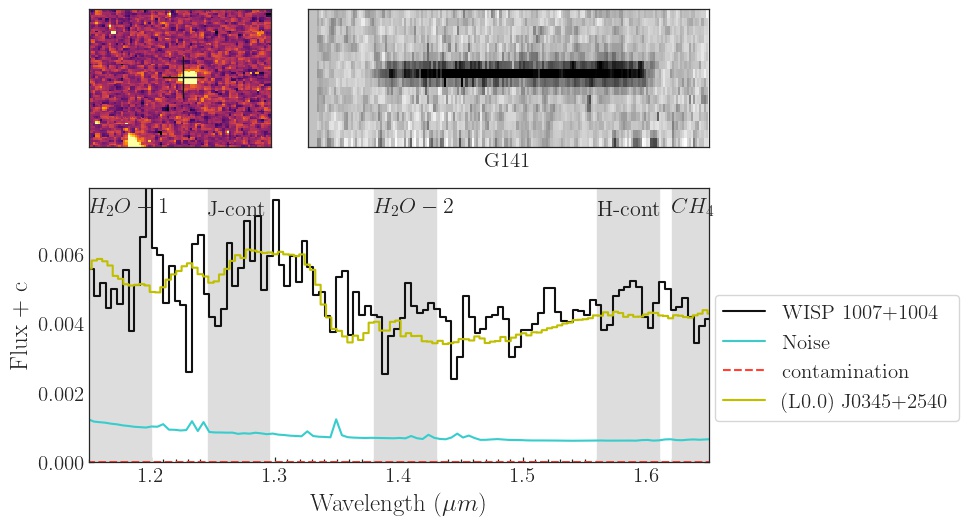 G141
H₂O − 1
J-cont
H₂O − 2
H-cont
CH₄
0.006
0.004
0.002
0.000
Flux + c
1.2
1.3
1.4
1.5
1.6
Wavelength (μm)
WISP 1007+1004
Noise
contamination
(L0.0) J0345+2540